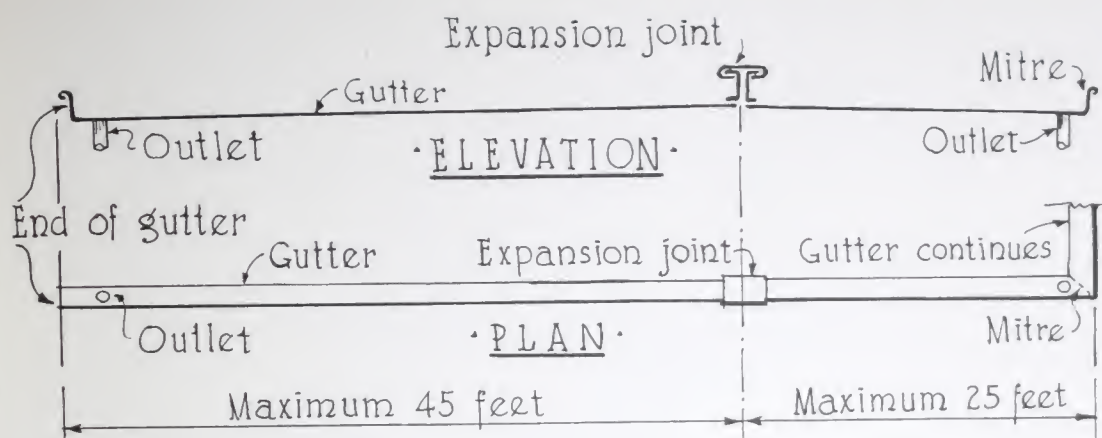 Expansion joint
Mitre
Gutter
Outlet
Outlet
· ELEVATION ·
End of gutter
Gutter
Expansion joint
Gutter continues
Outlet
· PLAN ·
Mitre
Maximum 45 feet
Maximum 25 feet